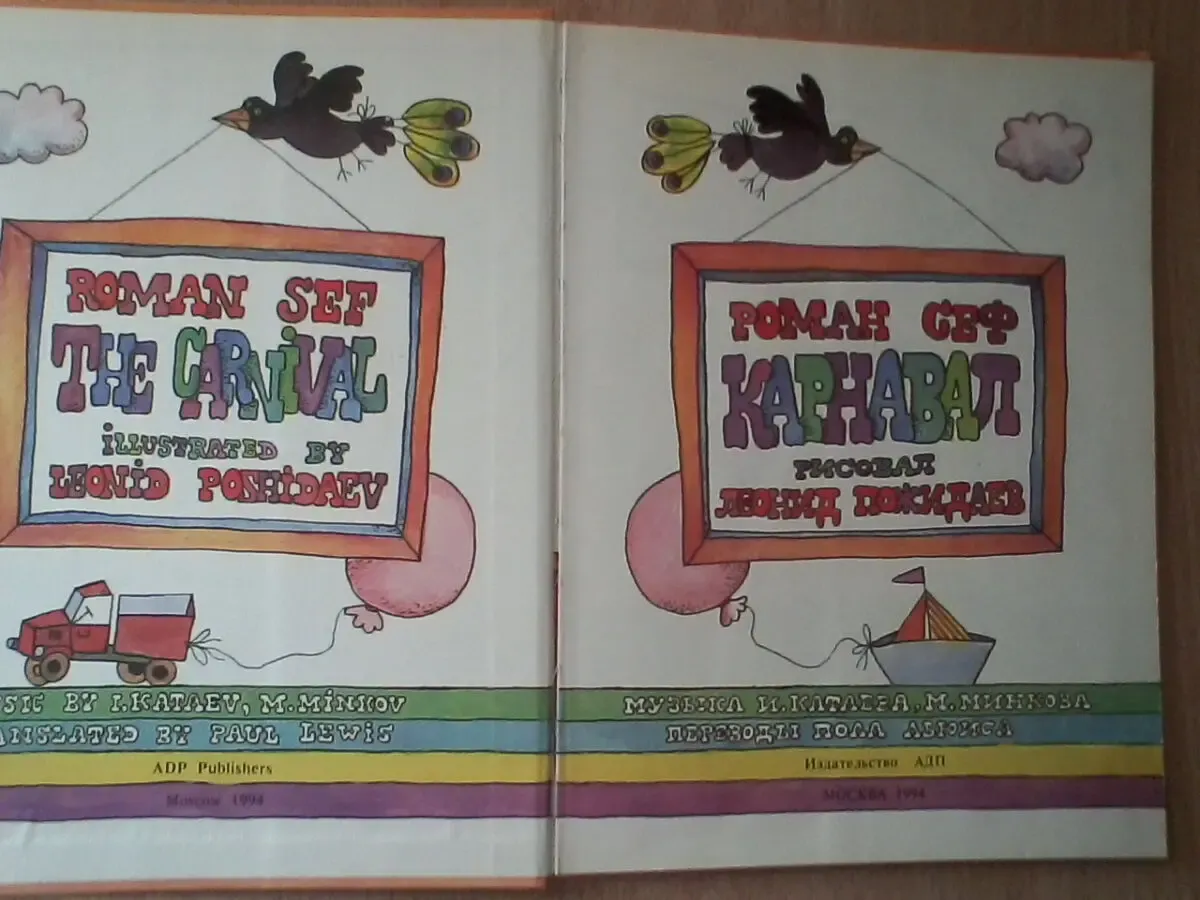 ROMAN SEF
THE CARNiVAL
iLLUSTRATED BY
LEONiD POSHiDAEV
USIC BY I.KATAEV, M.MiNKOV
ANSLATED BY PAUL LEWiS
ADP Publishers
Moscow 1994
РОМАН СЕФ
КАРНАВАЛ
РИСОВАЛ
ЛЕОНИД ПОЖИДАЕВ
МУЗЫКА И.КАТАЕВА, М.МИНКОВА
ПЕРЕВОДЫ ПОЛА ЛЬЮИСА
Издательство АДП
МОСКВА 1994